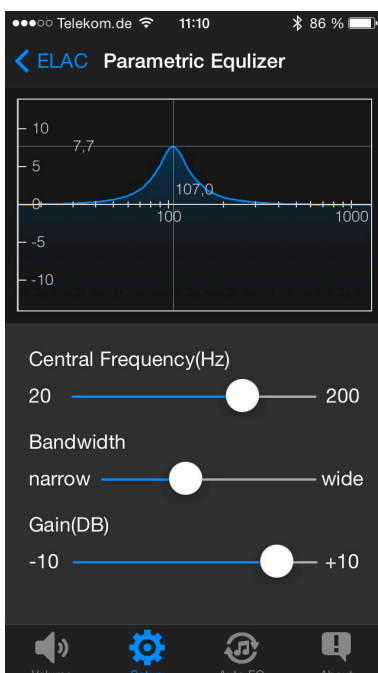 Telekom.de 11:10 86 %
ELAC Parametric Equlizer
10
7,7
5
107,0
0
100 1000
-5
-10
Central Frequency(Hz)
20 200
Bandwidth
narrow wide
Gain(DB)
-10 +10